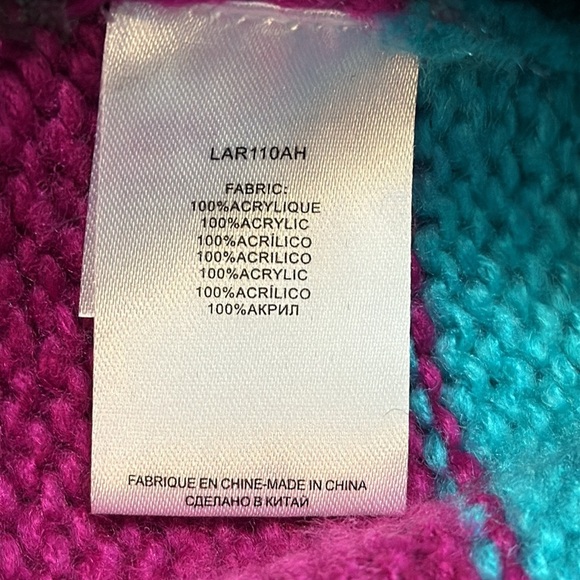 LAR110AH
FABRIC:
100%ACRYLIQUE
100%ACRYLIC
100%ACRÍLICO
100%ACRILICO
100%ACRYLIC
100%ACRÍLICO
100%АКРИЛ
FABRIQUE EN CHINE-MADE IN CHINA
СДЕЛАНО В КИТАЙ